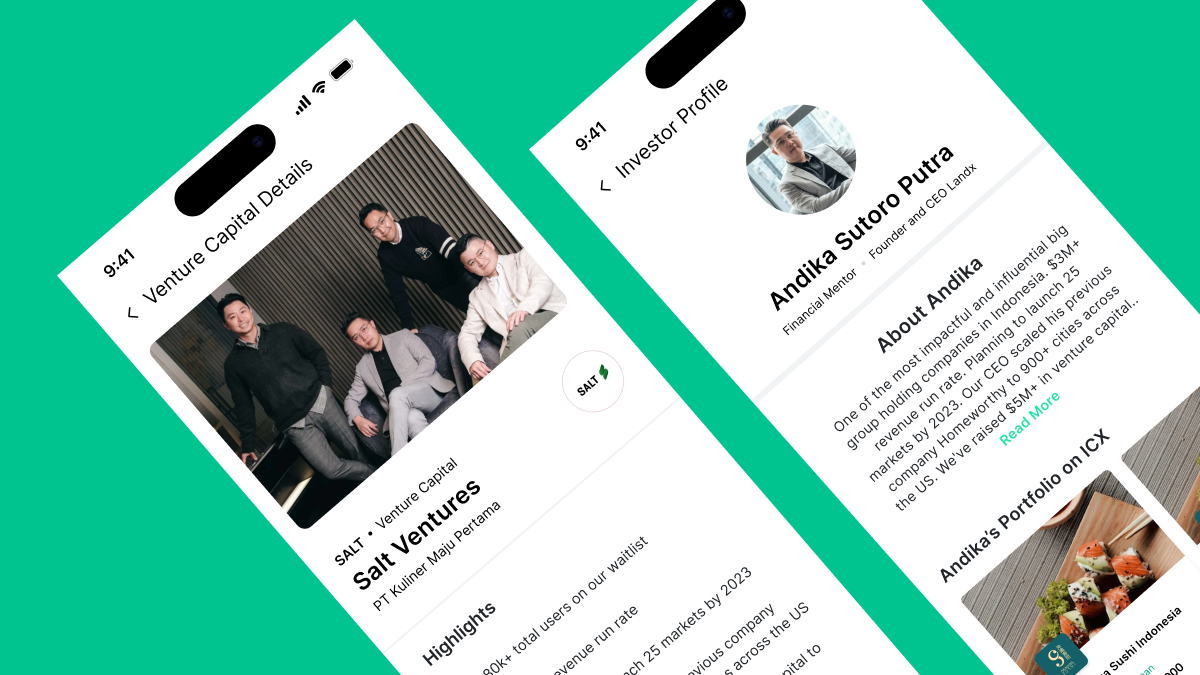 9:41
Venture Capital Details
SALT
SALT • Venture Capital
Salt Ventures
PT Kuliner Maju Pertama
Highlights
80k+ total users on our waitlist
revenue run rate
25 markets by 2023
company
across the US
capital to
9:41
Investor Profile
Andika Sutoro Putra
Financial Mentor • Founder and CEO Landx
About Andika
One of the most impactful and influential big
group holding companies in Indonesia. $3M+
revenue run rate. Planning to launch 25
markets by 2023. Our CEO scaled his previous
company Homeworthy to 900+ cities across
the US. We've raised $5M+ in venture capital..
Read More
Andika's Portfolio on ICX
Sushi Indonesia